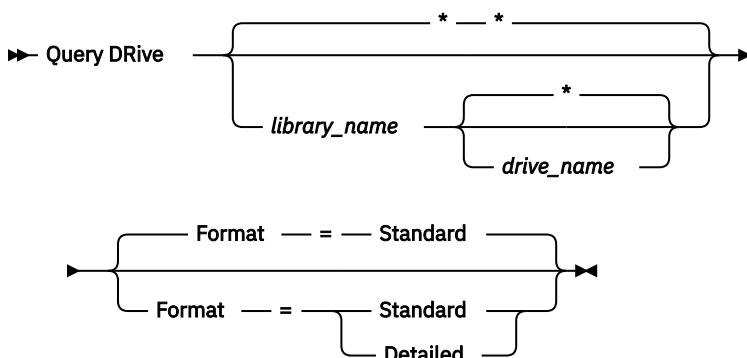 * *
Query DRive
*
library_name
drive_name
Format = Standard
Format = Standard
Detailed